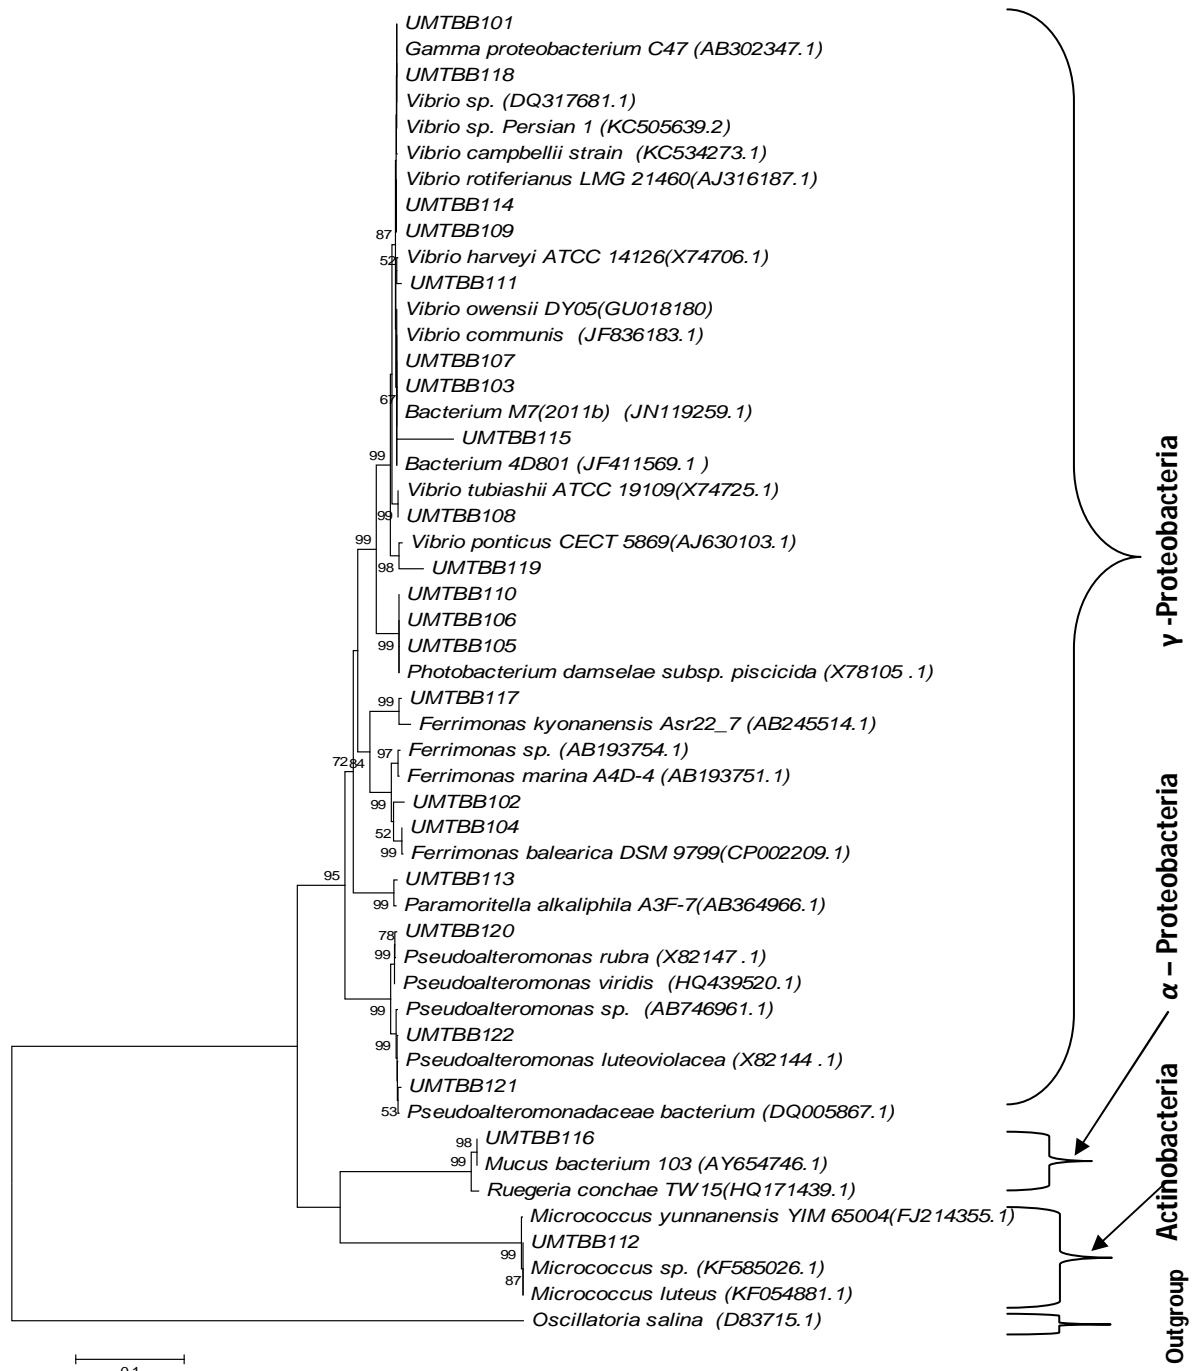 UMTBB101
Gamma proteobacterium C47 (AB302347.1)
UMTBB118
Vibrio sp. (DQ317681.1)
Vibrio sp. Persian 1 (KC505639.2)
Vibrio campbellii strain (KC534273.1)
Vibrio rotiferianus LMG 21460(AJ316187.1)
UMTBB114
UMTBB109
87
Vibrio harveyi ATCC 14126(X74706.1)
52
UMTBB111
Vibrio owensii DY05(GU018180)
Vibrio communis (JF836183.1)
UMTBB107
UMTBB103
67
Bacterium M7(2011b) (JN119259.1)
UMTBB115
99
Bacterium 4D801 (JF411569.1 )
Vibrio tubiashii ATCC 19109(X74725.1)
99
UMTBB108
99
Vibrio ponticus CECT 5869(AJ630103.1)
98
UMTBB119
UMTBB110
UMTBB106
99
UMTBB105
Photobacterium damselae subsp. piscicida (X78105 .1)
99
UMTBB117
Ferrimonas kyonanensis Asr22_7 (AB245514.1)
97
Ferrimonas sp. (AB193754.1)
72
84
Ferrimonas marina A4D-4 (AB193751.1)
99
UMTBB102
52
UMTBB104
99
Ferrimonas balearica DSM 9799(CP002209.1)
95
UMTBB113
99
Paramoritella alkaliphila A3F-7(AB364966.1)
78
UMTBB120
99
Pseudoalteromonas rubra (X82147 .1)
Pseudoalteromonas viridis (HQ439520.1)
99
Pseudoalteromonas sp. (AB746961.1)
99
UMTBB122
Pseudoalteromonas luteoviolacea (X82144 .1)
UMTBB121
53
Pseudoalteromonadaceae bacterium (DQ005867.1)
98
UMTBB116
99
Mucus bacterium 103 (AY654746.1)
Ruegeria conchae TW15(HQ171439.1)
Micrococcus yunnanensis YIM 65004(FJ214355.1)
UMTBB112
99
Micrococcus sp. (KF585026.1)
87
Micrococcus luteus (KF054881.1)
Oscillatoria salina (D83715.1)
0.1
γ -Proteobacteria
α – Proteobacteria
Actinobacteria
Outgroup